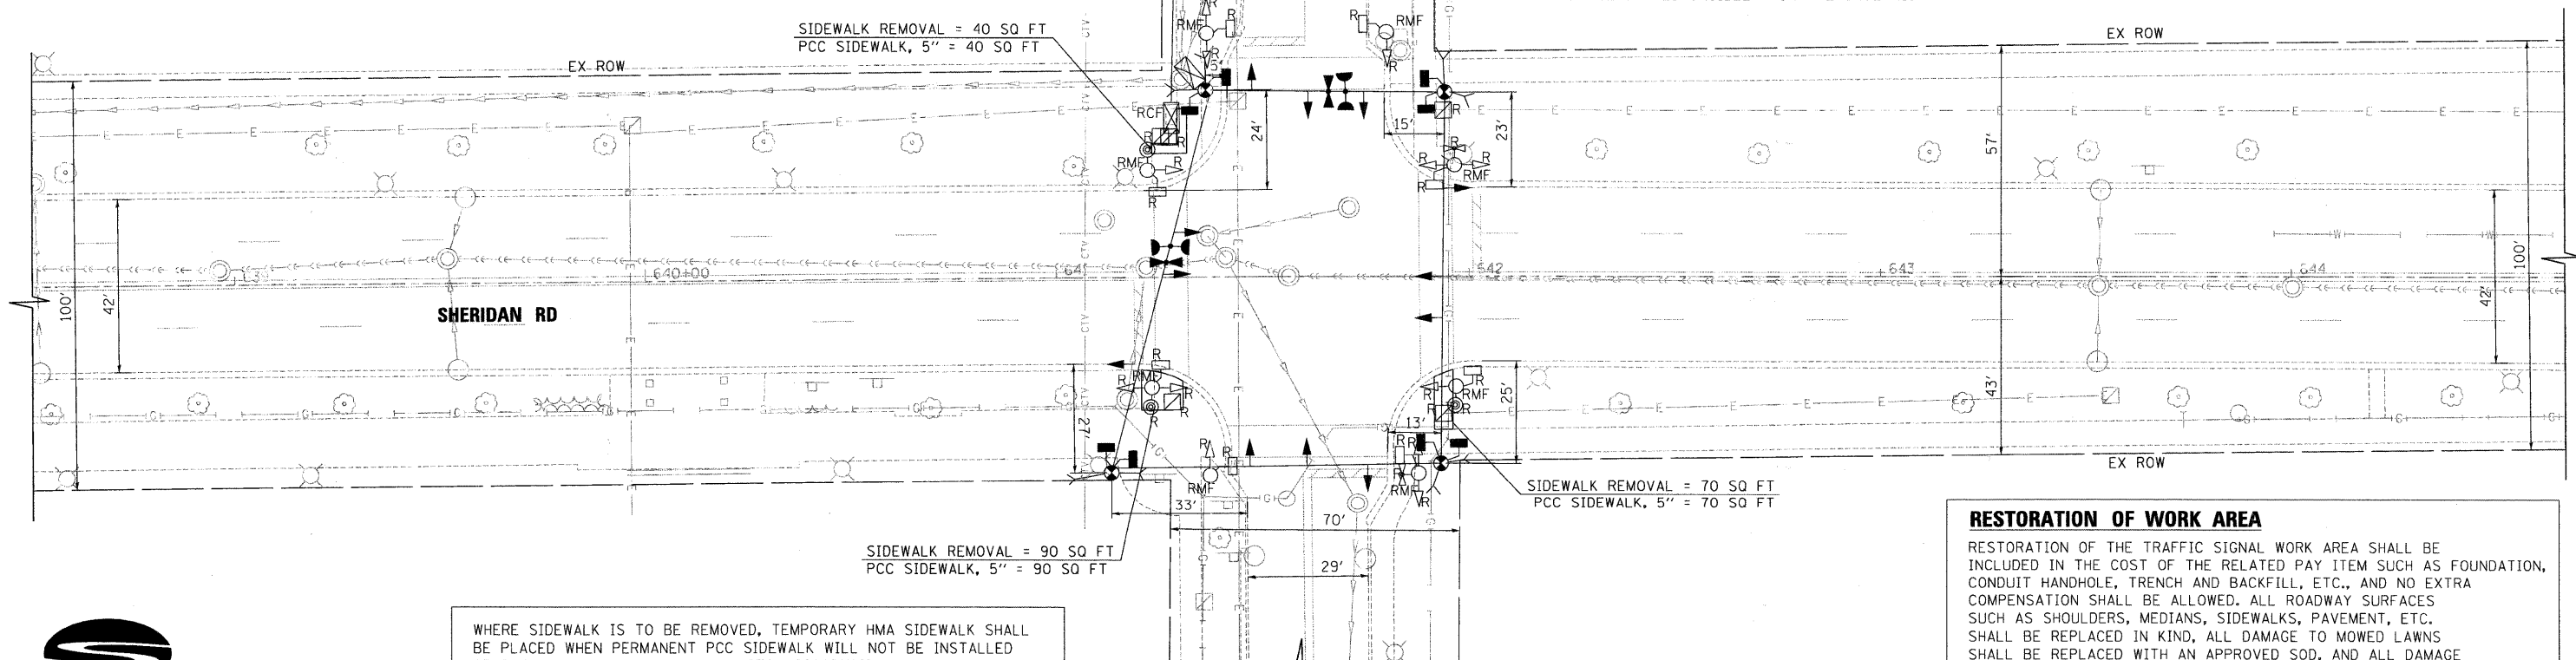 SIDEWALK REMOVAL = 40 SQ FT
PCC SIDEWALK, 5" = 40 SQ FT
EX ROW
EX ROW
R
RMF
R
R
R
RMF
R
5'
RCF
R
R
R
RMF
R
R
24'
15'
23'
R
R
R
RMF
R
57'
100'
42'
640+00
642
643
644
SHERIDAN RD
100'
42'
43'
R
RMF
R
R
R
R
27'
R
R
RMF
R
R
25'
13'
R
R
RMF
R
R
RMF
R
33'
70'
29'
EX ROW
SIDEWALK REMOVAL = 70 SQ FT
PCC SIDEWALK, 5" = 70 SQ FT
SIDEWALK REMOVAL = 90 SQ FT
PCC SIDEWALK, 5" = 90 SQ FT
RESTORATION OF WORK AREA
RESTORATION OF THE TRAFFIC SIGNAL WORK AREA SHALL BE
INCLUDED IN THE COST OF THE RELATED PAY ITEM SUCH AS FOUNDATION,
CONDUIT HANDHOLE, TRENCH AND BACKFILL, ETC., AND NO EXTRA
COMPENSATION SHALL BE ALLOWED. ALL ROADWAY SURFACES
SUCH AS SHOULDERS, MEDIANS, SIDEWALKS, PAVEMENT, ETC.
SHALL BE REPLACED IN KIND, ALL DAMAGE TO MOWED LAWNS
SHALL BE REPLACED WITH AN APPROVED SOD, AND ALL DAMAGE
WHERE SIDEWALK IS TO BE REMOVED, TEMPORARY HMA SIDEWALK SHALL
BE PLACED WHEN PERMANENT PCC SIDEWALK WILL NOT BE INSTALLED